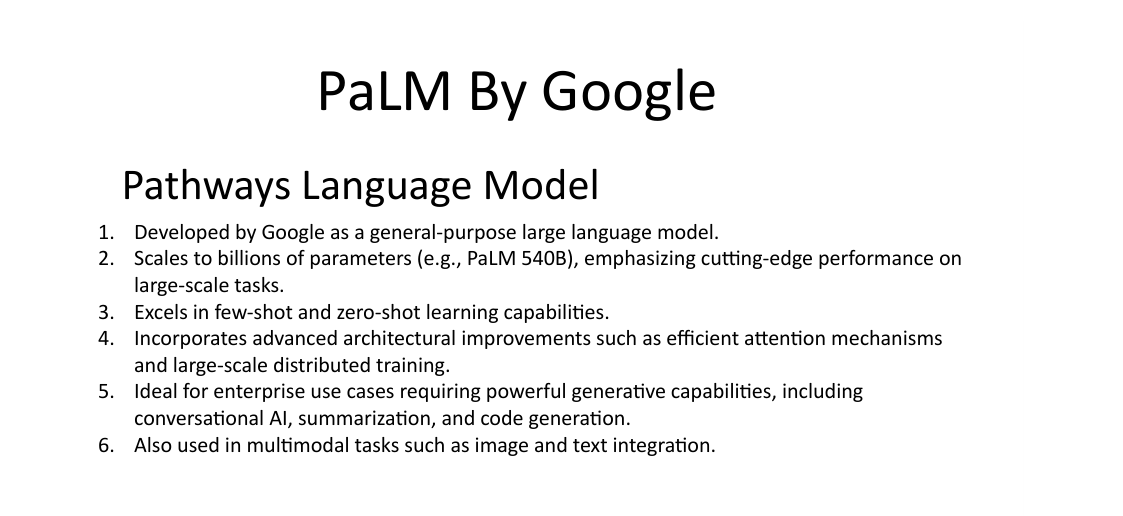 PaLM By Google
Pathways Language Model
1. Developed by Google as a general-purpose large language model.
2. Scales to billions of parameters (e.g., PaLM 540B), emphasizing cutting-edge performance on
large-scale tasks.
3. Excels in few-shot and zero-shot learning capabilities.
4. Incorporates advanced architectural improvements such as efficient attention mechanisms
and large-scale distributed training.
5. Ideal for enterprise use cases requiring powerful generative capabilities, including
conversational AI, summarization, and code generation.
6. Also used in multimodal tasks such as image and text integration.